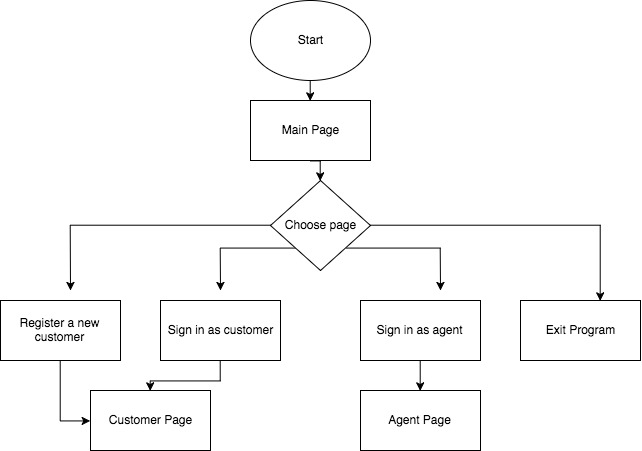 Start
Main Page
Choose page
Register a new
customer
Sign in as customer
Sign in as agent
Exit Program
Customer Page
Agent Page